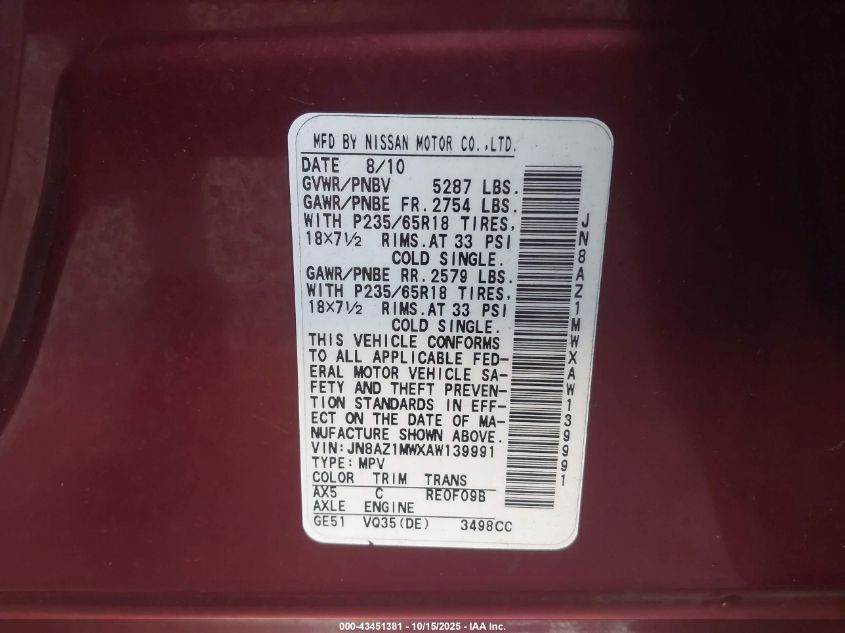 MFD BY NISSAN MOTOR CO.,LTD.
DATE 8/10
GVWR/PNBV 5287 LBS.
GAWR/PNBE FR. 2754 LBS.
WITH P235/65R18 TIRES,
18×7½ RIMS. AT 33 PSI
COLD SINGLE.
GAWR/PNBE RR. 2579 LBS.
WITH P235/65R18 TIRES,
18×7½ RIMS. AT 33 PSI
COLD SINGLE.
THIS VEHICLE CONFORMS
TO ALL APPLICABLE FED-
ERAL MOTOR VEHICLE SA-
FETY AND THEFT PREVEN-
TION STANDARDS IN EFF-
ECT ON THE DATE OF MA-
NUFACTURE SHOWN ABOVE.
VIN:JN8AZ1MWXAW139991
TYPE:MPV
COLOR TRIM TRANS
AX5 C RE0F09B
AXLE ENGINE
GE51 VQ35(DE) 3498CC
JN8AZ1MWXAW139991
000-43451381 - 10/15/2025 - IAA Inc.